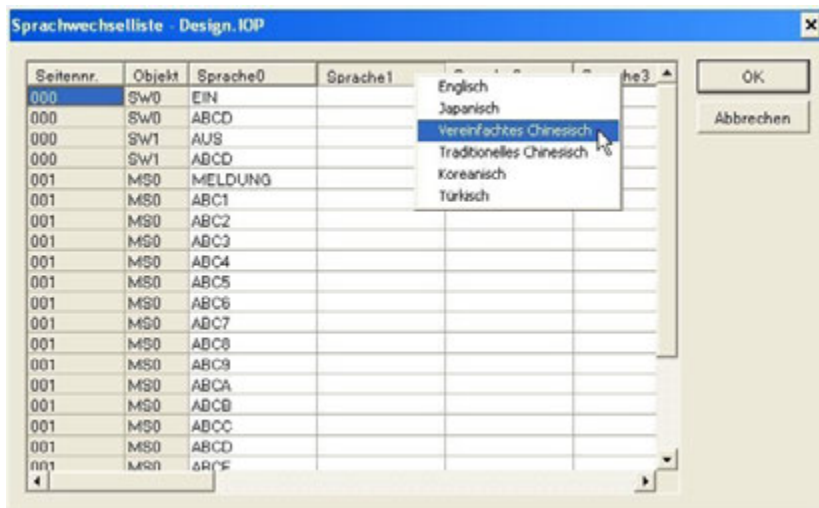 Sprachwechselliste - Design.IOP
Seitennr. Objekt Sprache0 Sprache1
OK
Abbrechen
Englisch
Japanisch
Vereinfachtes Chinesisch
Traditionelles Chinesisch
Koreanisch
Türkisch
000 SW0 EIN
000 SW0 ABCD
000 SW1 AUS
000 SW1 ABCD
001 MS0 MELDUNG
001 MS0 ABC1
001 MS0 ABC2
001 MS0 ABC3
001 MS0 ABC4
001 MS0 ABC5
001 MS0 ABC6
001 MS0 ABC7
001 MS0 ABC8
001 MS0 ABC9
001 MS0 ABCA
001 MS0 ABCB
001 MS0 ABCC
001 MS0 ABCD
001 MS0 ABCE